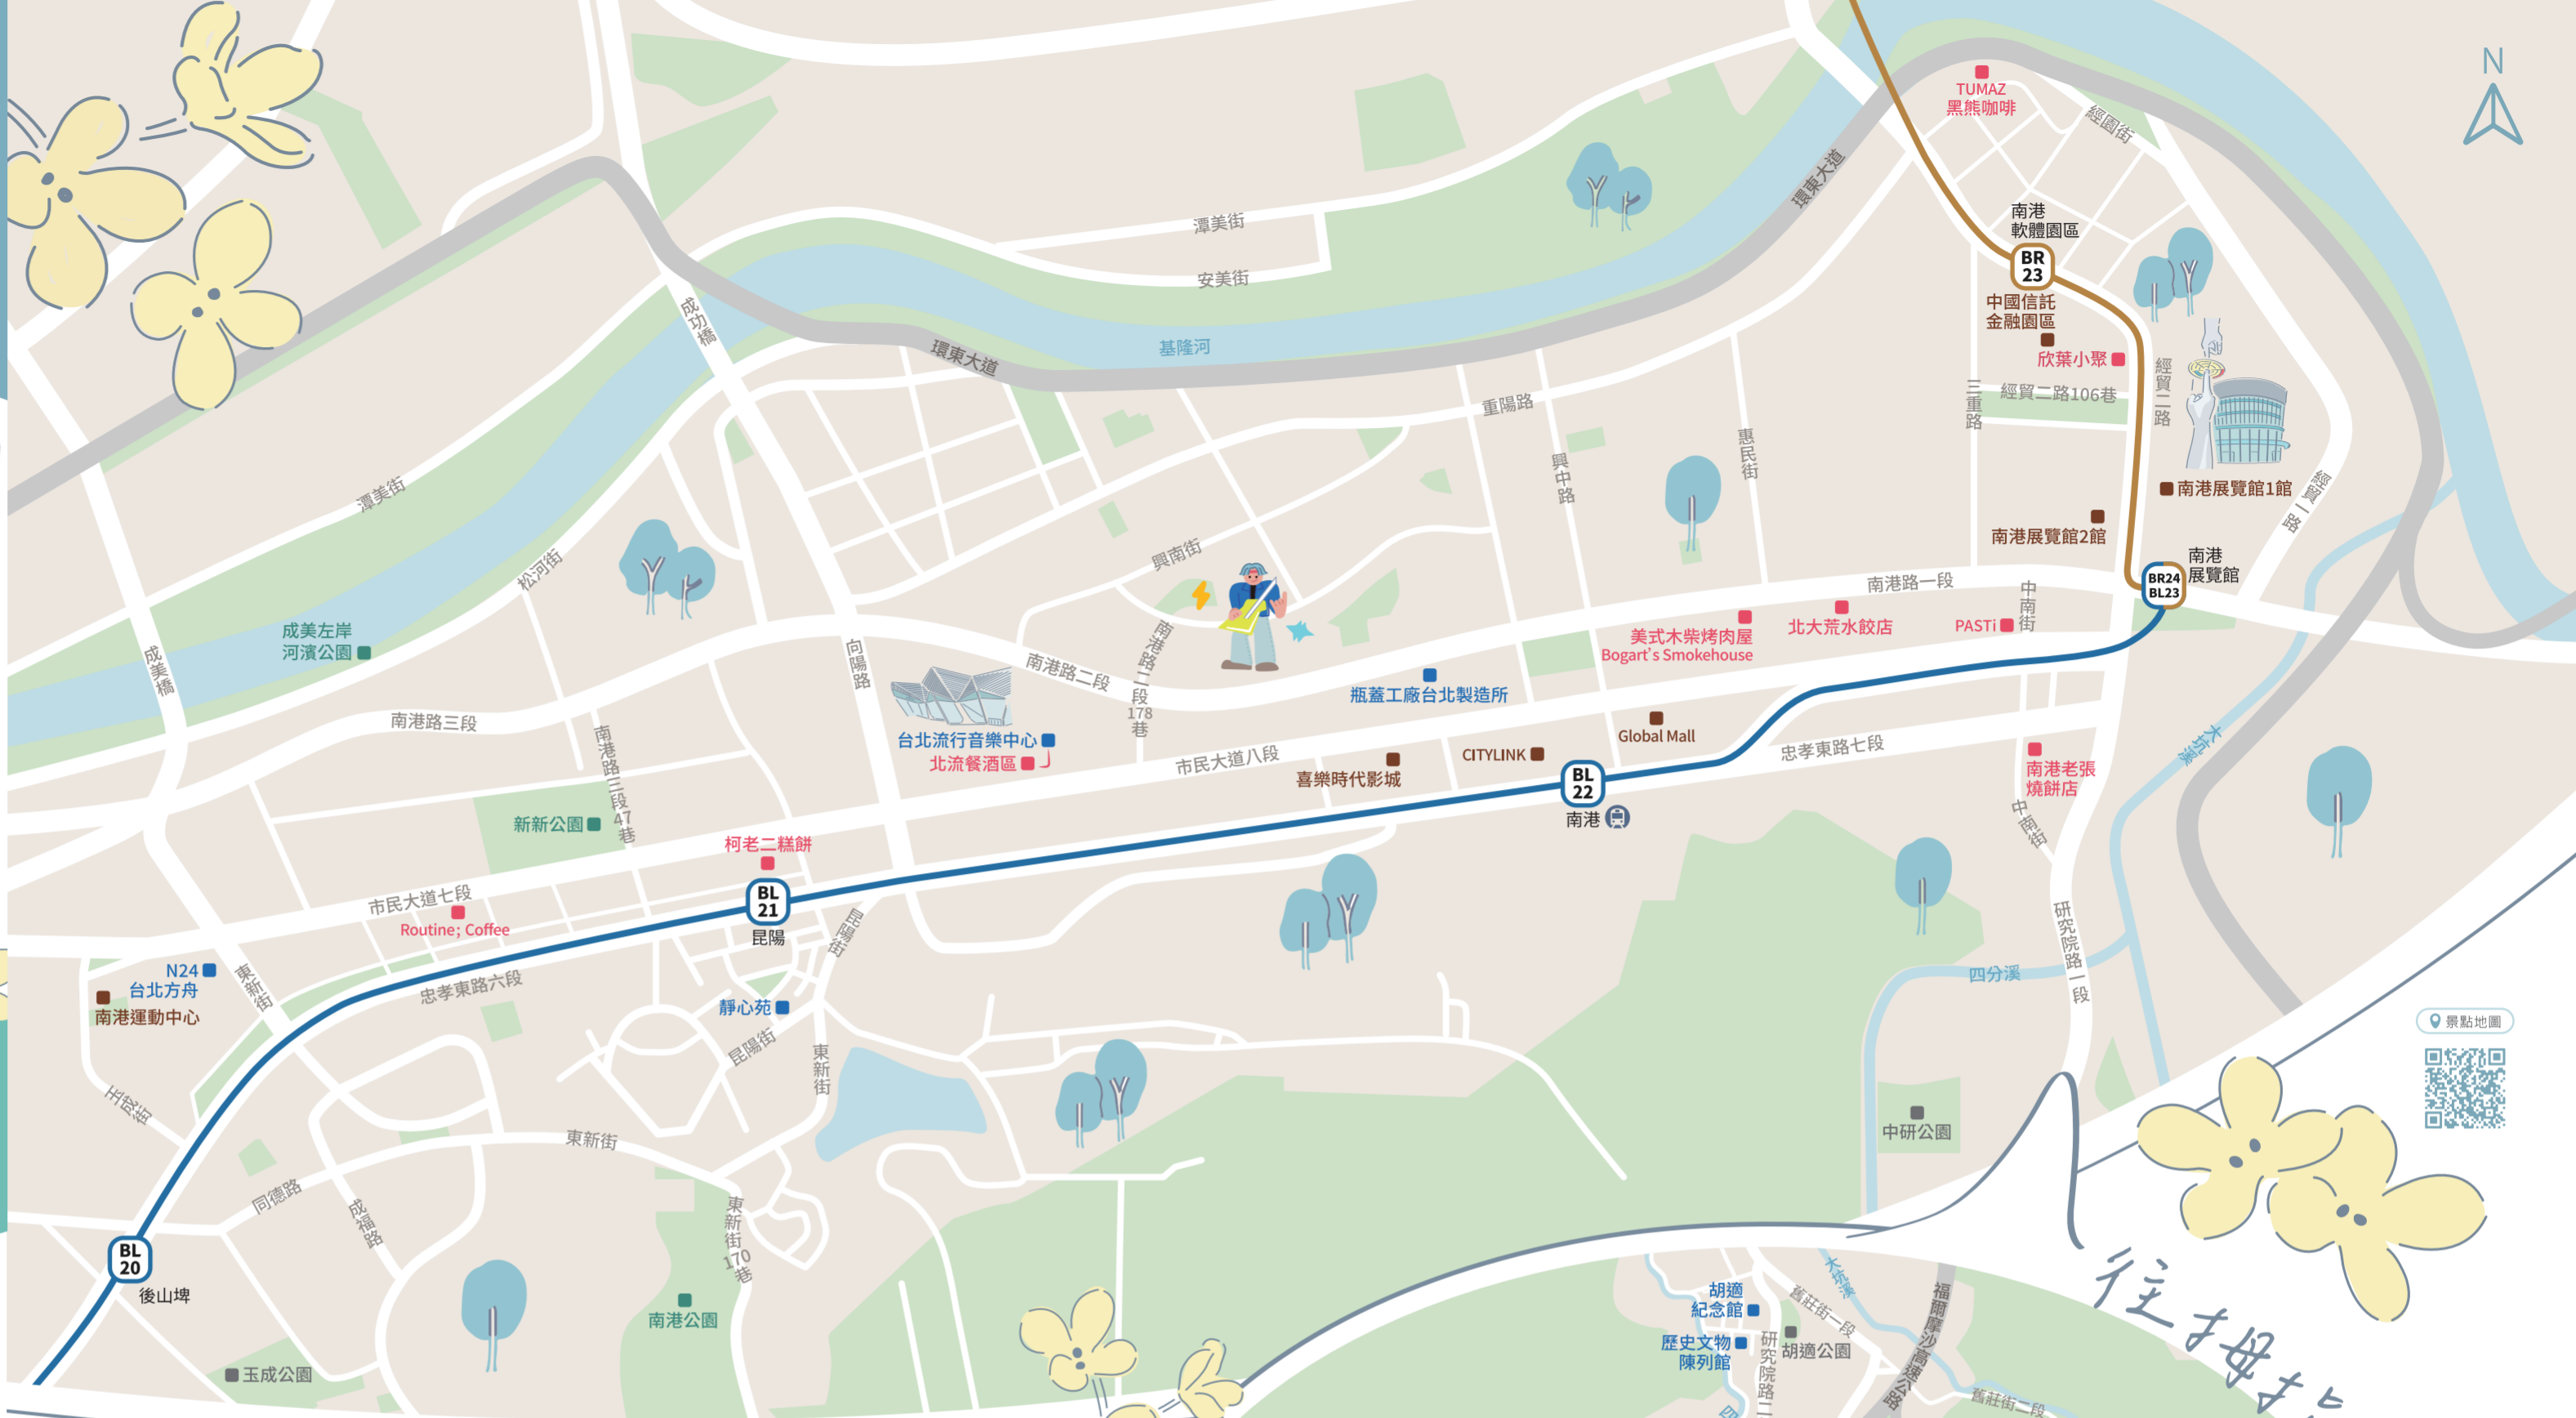 N
TUMAZ
黑熊咖啡
經園街
環東大道
潭美街
安美街
南港
軟體園區
BR
23
中國信託
金融園區
欣葉小聚
成功橋
環東大道
基隆河
經貿二路106巷
三重路
經貿二路
重陽路
惠民街
興中路
潭美街
南港展覽館1館
經貿一路
南港展覽館2館
松河街
興南街
南港
展覽館
BR24
BL23
南港路一段
中南街
成美左岸
河濱公園
成美橋
向陽路
南港路二段
南港路二段178巷
美式木柴烤肉屋
Bogart's Smokehouse
北大荒水餃店
PASTi
瓶蓋工廠台北製造所
南港路三段
南港路三段47巷
台北流行音樂中心
北流餐酒區
市民大道八段
喜樂時代影城
CITYLINK
Global Mall
忠孝東路七段
大坑溪
南港老張
燒餅店
中南街
BL
22
南港
新新公園
柯老二糕餅
BL
21
昆陽
市民大道七段
Routine; Coffee
昆陽街
研究院路一段
四分溪
N24
台北方舟
南港運動中心
東新街
忠孝東路六段
靜心苑
昆陽街
東新街
景點地圖
玉成街
東新街
中研公園
同德路
成福路
東新街170巷
BL
20
後山埤
南港公園
玉成公園
胡適
紀念館
歷史文物
陳列館
胡適公園
舊莊街一段
大坑溪
福爾摩沙高速公路
研究院路二
舊莊街二段
往